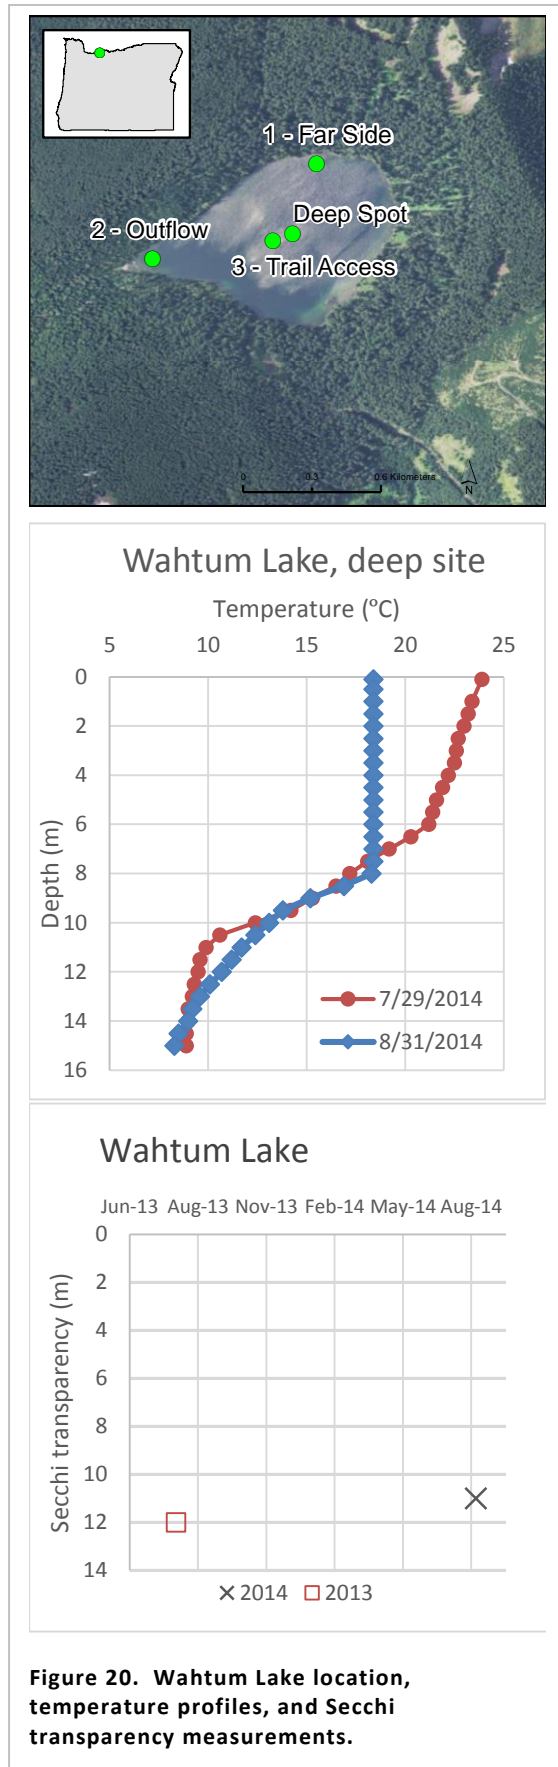 1 - Far Side
Deep Spot
2 - Outflow
3 - Trail Access
0 0.3 0.6 Kilometers
N
Wahtum Lake, deep site
Temperature (°C)
5 10 15 20 25
0
2
4
6
8
10
12
14
16
Depth (m)
7/29/2014
8/31/2014
Wahtum Lake
Jun-13 Aug-13 Nov-13 Feb-14 May-14 Aug-14
0
2
4
6
8
10
12
14
Secchi transparency (m)
2014 2013
Figure 20. Wahtum Lake location,
temperature profiles, and Secchi
transparency measurements.